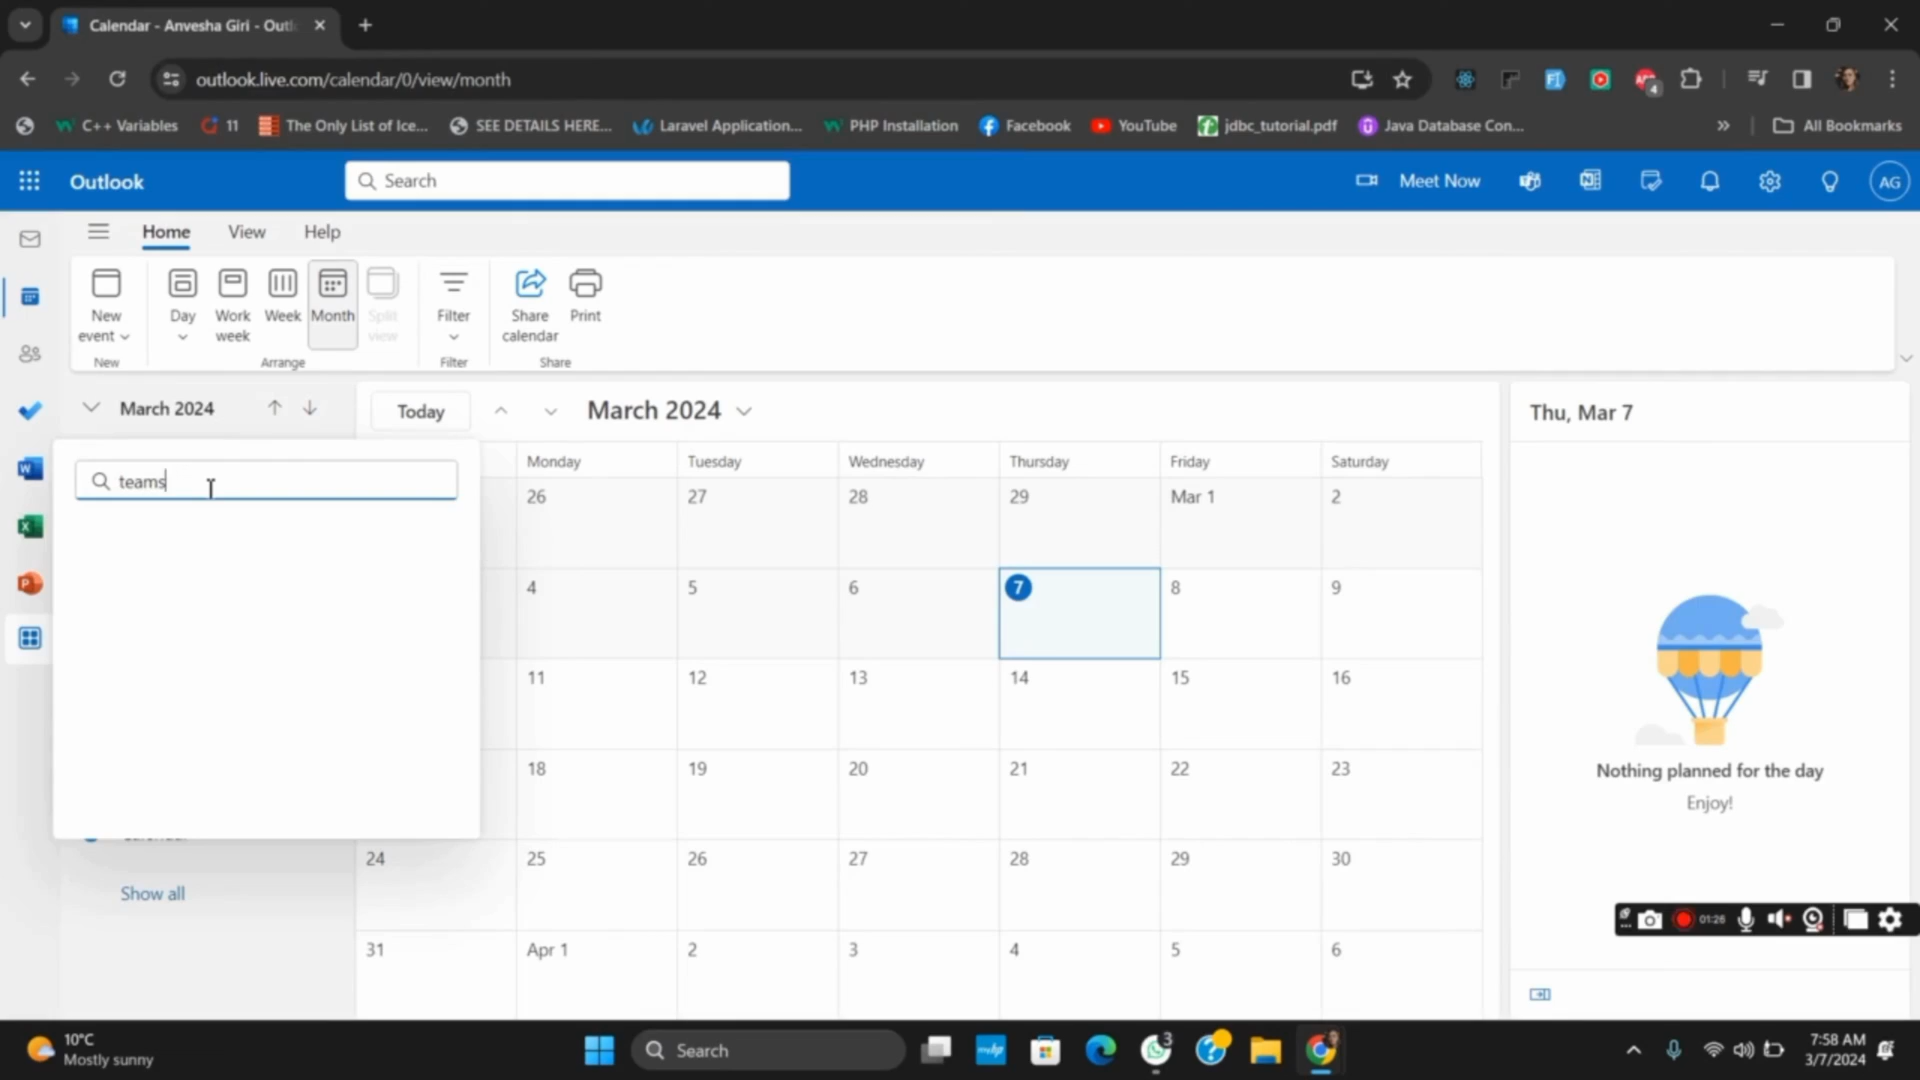 Calendar - Anvesha Giri - Outl
outlook.live.com/calendar/0/view/month
4
C++ Variables
11
The Only List of Ice...
SEE DETAILS HERE...
Laravel Application...
PHP Installation
Facebook
YouTube
jdbc_tutorial.pdf
Java Database Con...
All Bookmarks
Outlook
Search
Meet Now
AG
Home
View
Help
New
event
Day
Work
week
Week
Month
Split
view
Filter
Share
calendar
Print
New
Arrange
Filter
Share
March 2024
Today
March 2024
Thu, Mar 7
teams
Monday
Tuesday
Wednesday
Thursday
Friday
Saturday
26
27
28
29
Mar 1
2
4
5
6
7
8
9
11
12
13
14
15
16
18
19
20
21
22
23
24
25
26
27
28
29
30
31
Apr 1
2
3
4
5
6
Nothing planned for the day
Enjoy!
Show all
01:26
10°C
Mostly sunny
Search
3
7:58 AM
3/7/2024